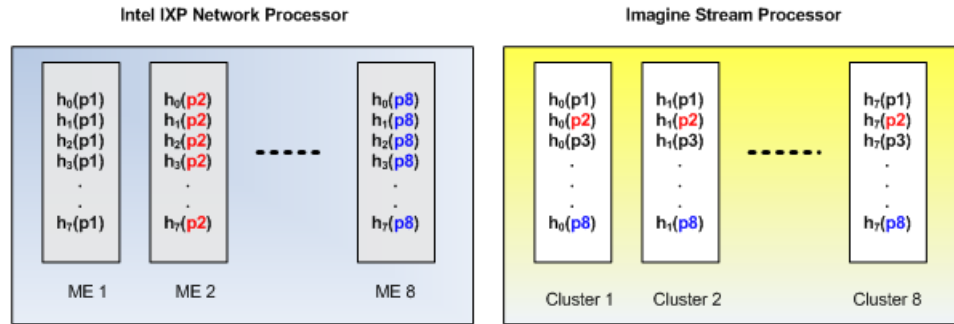 Intel IXP Network Processor
h₀(p1)
h₁(p1)
h₂(p1)
h₃(p1)
.
.
h₇(p1)
ME 1
h₀(p2)
h₁(p2)
h₂(p2)
h₃(p2)
.
.
h₇(p2)
ME 2
h₀(p8)
h₁(p8)
h₂(p8)
h₃(p8)
.
.
h₇(p8)
ME 8
Imagine Stream Processor
h₀(p1)
h₀(p2)
h₀(p3)
.
.
.
h₀(p8)
Cluster 1
h₁(p1)
h₁(p2)
h₁(p3)
.
.
.
h₁(p8)
Cluster 2
h₇(p1)
h₇(p2)
h₇(p3)
.
.
.
h₇(p8)
Cluster 8